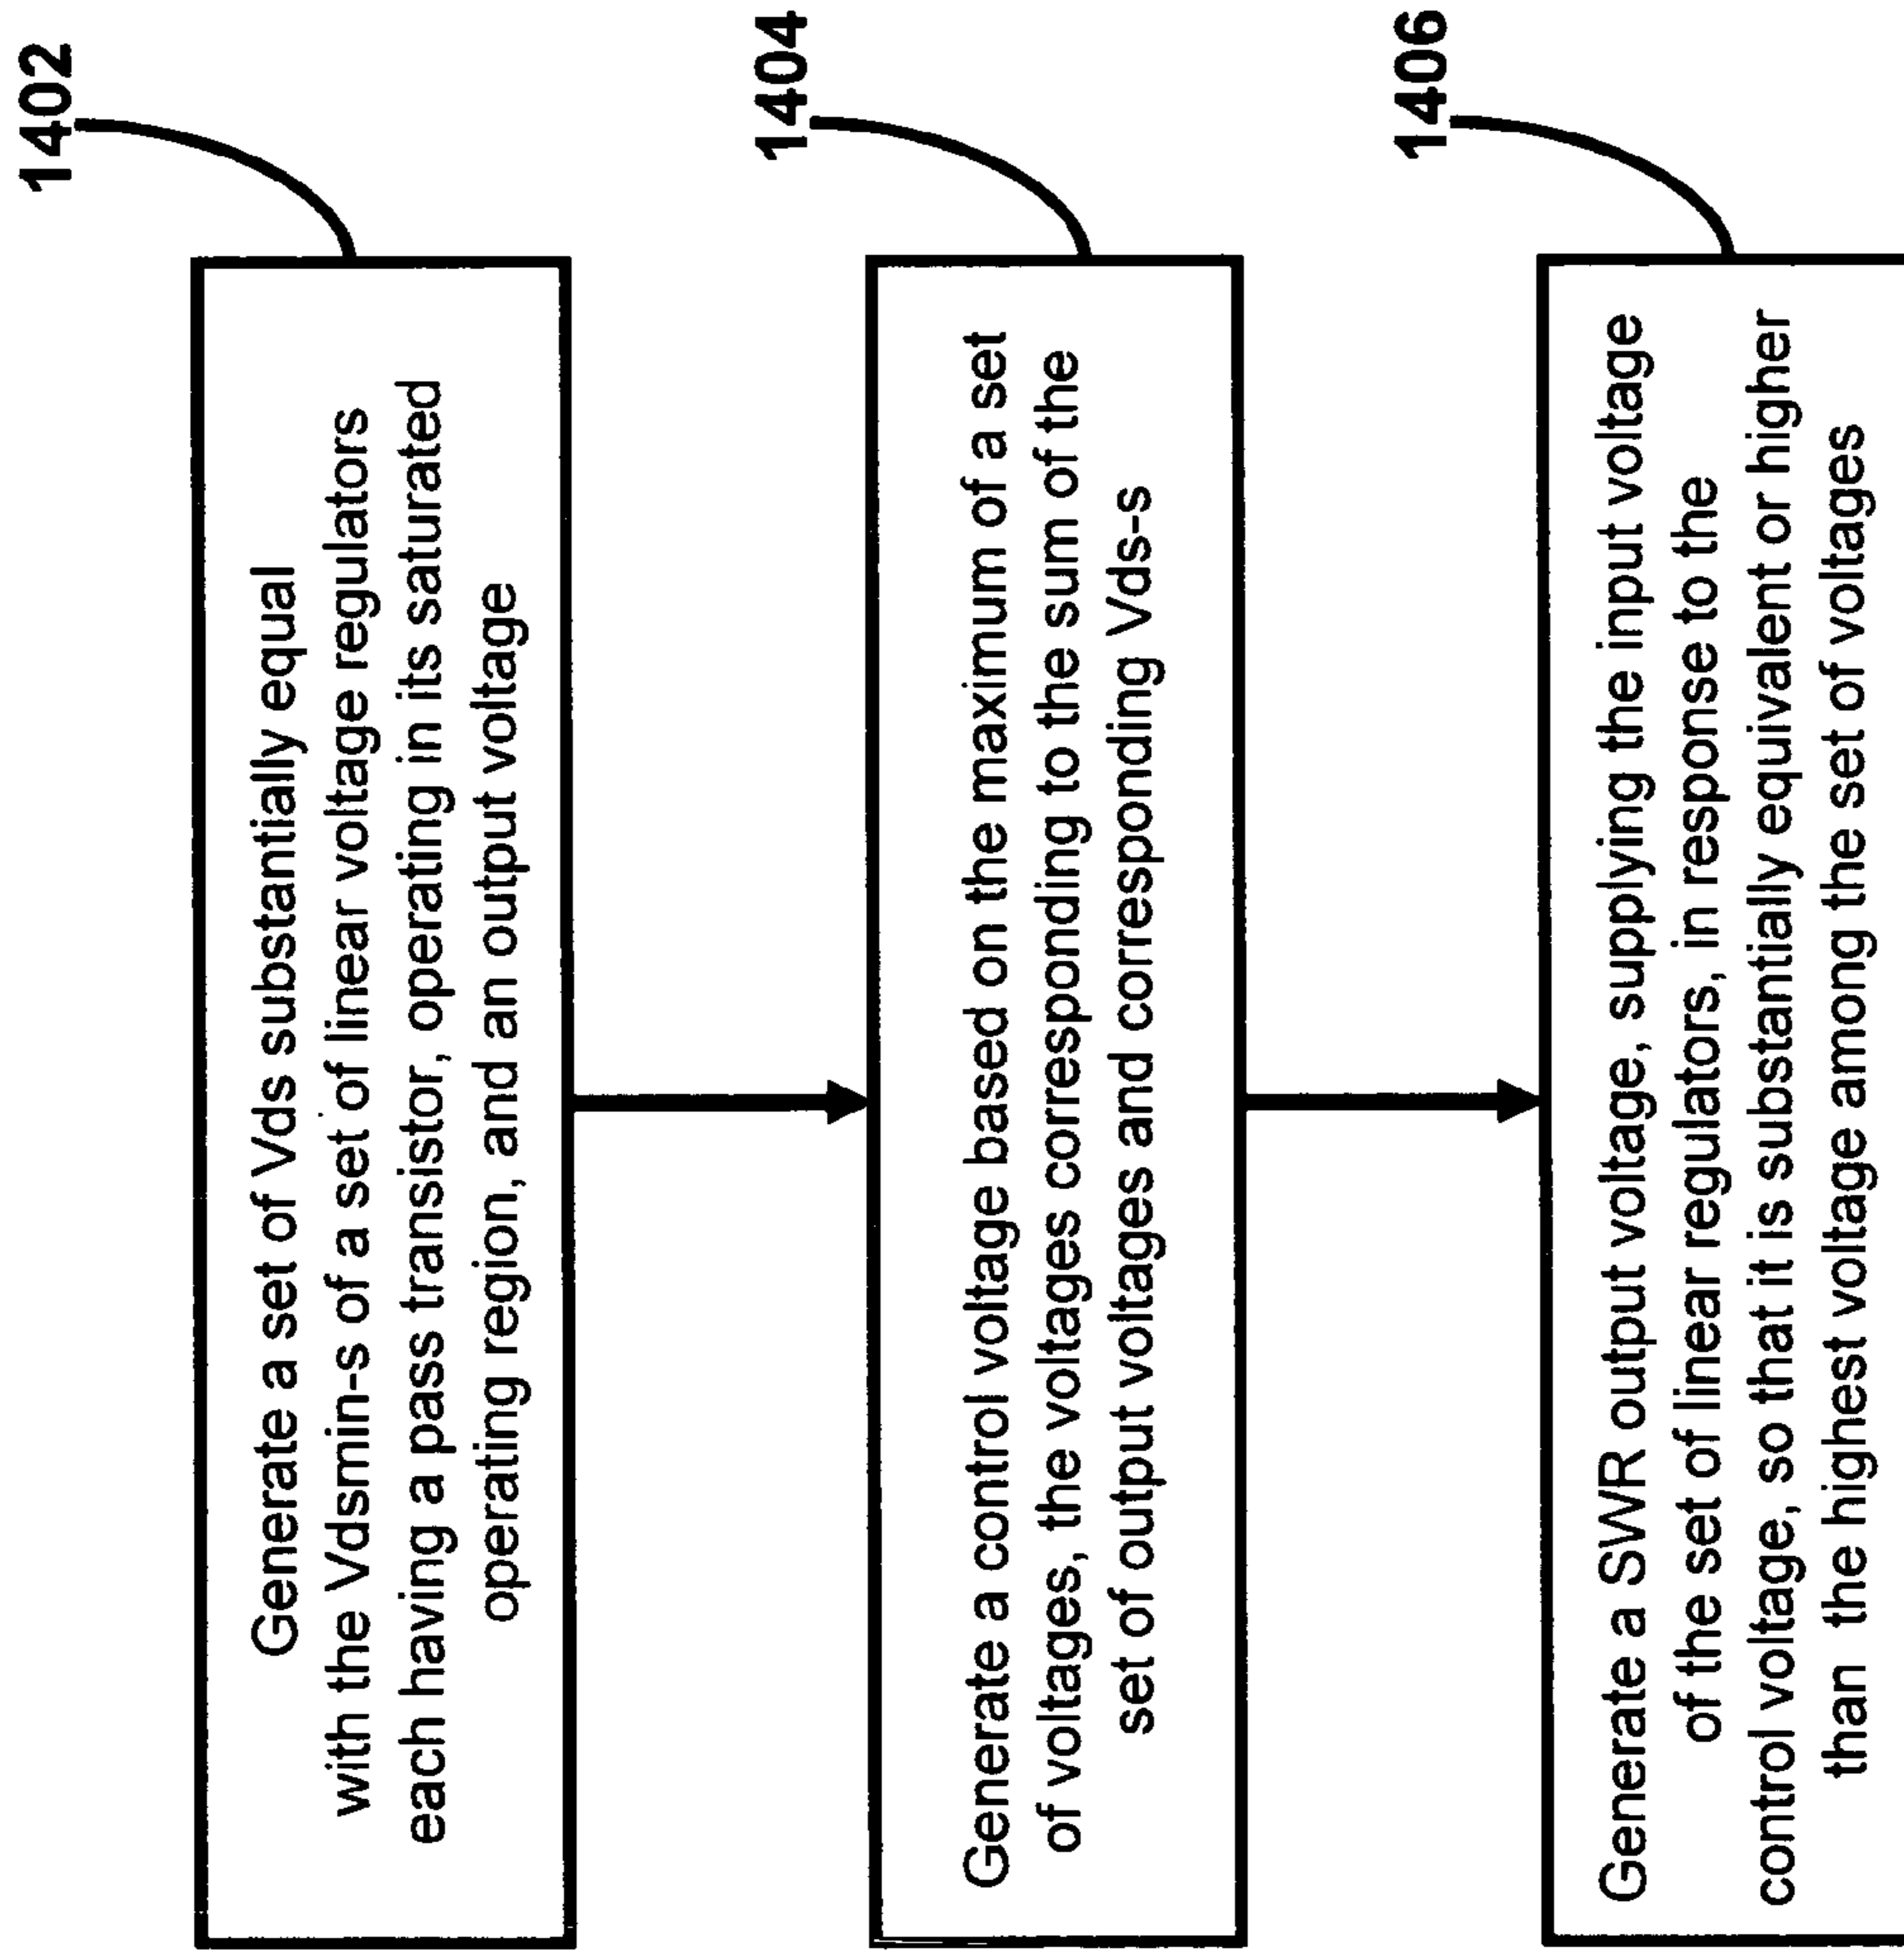 1402
Generate a set of Vds substantially equal
with the Vdsmin-s of a set of linear voltage regulators
each having a pass transistor, operating in its saturated
operating region, and an output voltage
1404
Generate a control voltage based on the maximum of a set
of voltages, the voltages corresponding to the sum of the
set of output voltages and corresponding Vds-s
1406
Generate a SWR output voltage, supplying the input voltage
of the set of linear regulators, in response to the
control voltage, so that it is substantially equivalent or higher
than the highest voltage among the set of voltages